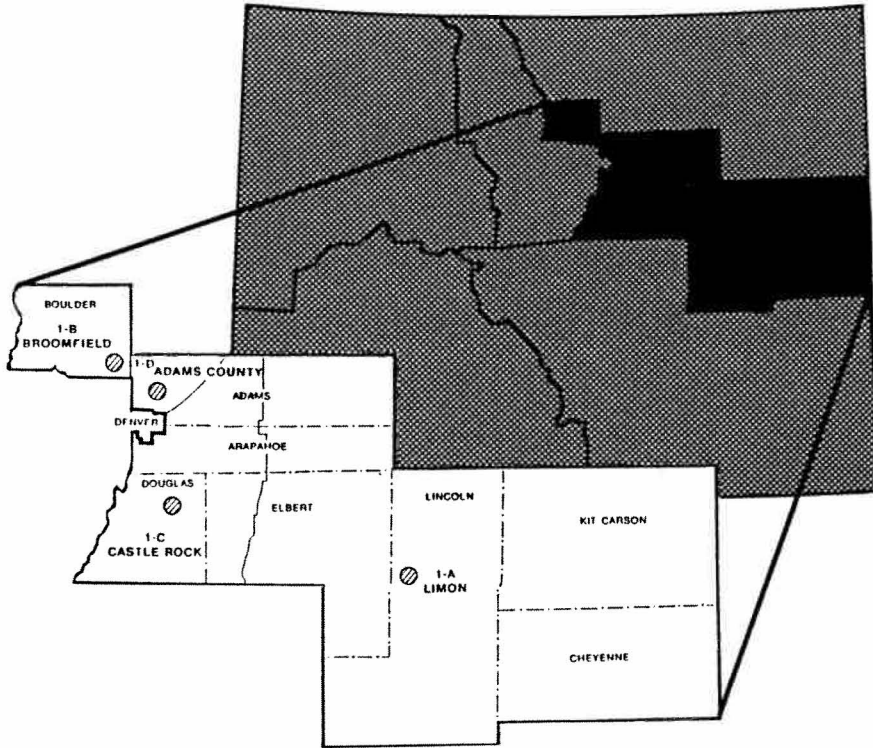 BOULDER
1-B
BROOMFIELD
1-D
ADAMS COUNTY
ADAMS
DENVER
ARAPAHOE
DOUGLAS
ELBERT
LINCOLN
KIT CARSON
1-C
CASTLE ROCK
1-A
LIMON
CHEYENNE